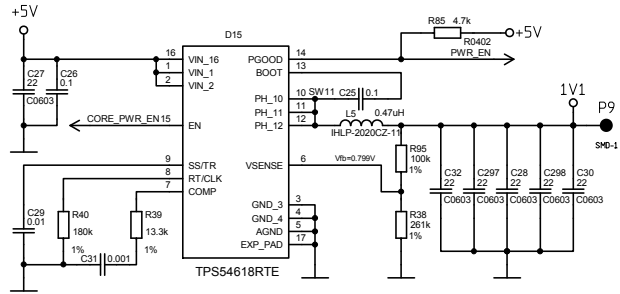 +5V
D15
R85 4.7k
+5V
R0402
16 VIN_16
1 VIN_1
2 VIN_2
PGOOD 14
PWR_EN
BOOT 13
C27
22
C0603
C26
0.1
PH_10 10 SW11 C25 0.1
PH_11 11
PH_12 12
L5 0.47uH
IHLP-2020CZ-11
1V1
P9
SMD-1
CORE_PWR_EN 15 EN
9 SS/TR
8 RT/CLK
7 COMP
VSENSE 6 Vfb=0.799V
R95
100k
1%
C32
22
C0603
C297
22
C0603
C28
22
C0603
C298
22
C0603
C30
22
C0603
C29
0.01
R40
180k
1%
R39
13.3k
1%
C31 0.001
GND_3 3
GND_4 4
AGND 5
EXP_PAD 17
R38
261k
1%
TPS54618RTE